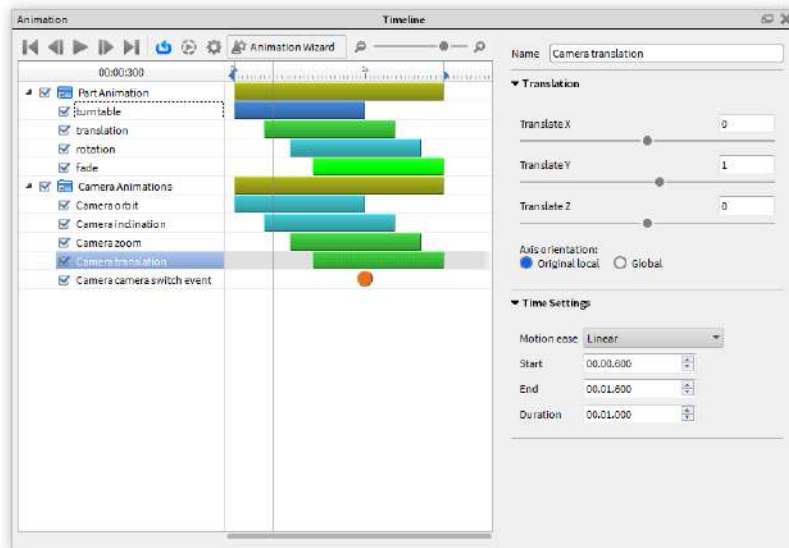 Animation
Timeline
Animation Wizard
00:00:300
Part Animation
turntable
translation
rotation
fade
Camera Animations
Camera orbit
Camera inclination
Camera zoom
Camera translation
Camera camera switch event
Name Camera translation
Translation
Translate X 0
Translate Y 1
Translate Z 0
Axis orientation:
Original local Global
Time Settings
Motion ease Linear
Start 00.00.600
End 00.01.600
Duration 00.01.000